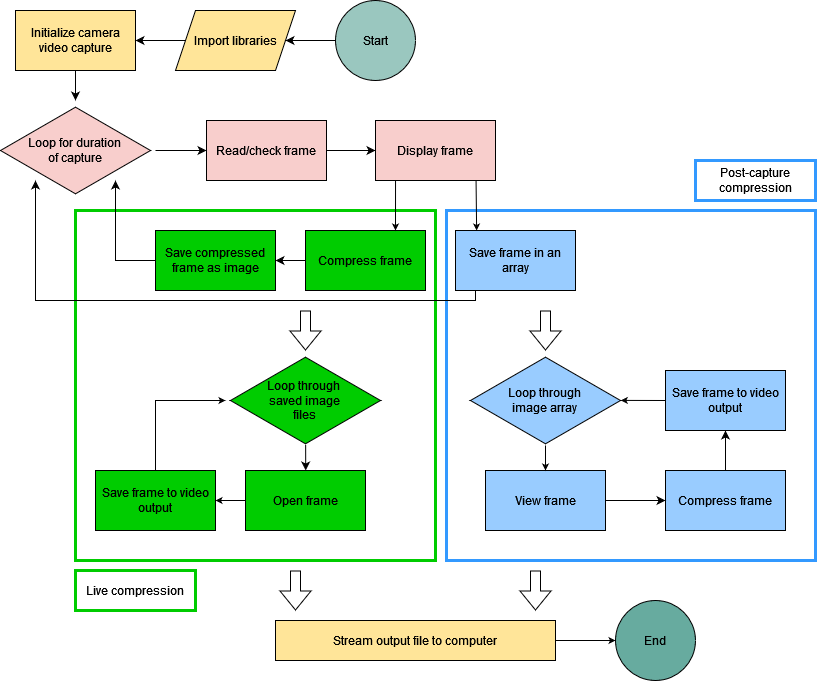 Initialize camera
video capture
Import libraries
Start
Loop for duration
of capture
Read/check frame
Display frame
Post-capture
compression
Save compressed
frame as image
Compress frame
Save frame in an
array
Loop through
saved image
files
Loop through
image array
Save frame to video
output
Save frame to video
output
Open frame
View frame
Compress frame
Live compression
Stream output file to computer
End